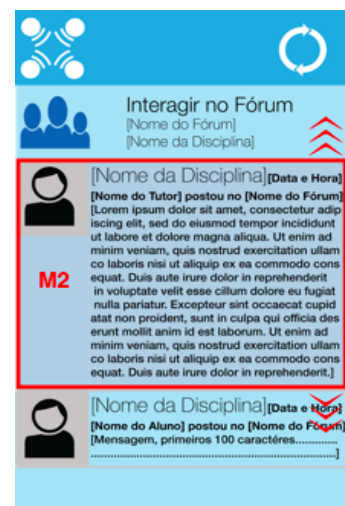 Interagir no Fórum
[Nome do Fórum]
[Nome da Disciplina]
[Nome da Disciplina][Data e Hora]
[Nome do Tutor] postou no [Nome do Fórum]
[Lorem ipsum dolor sit amet, consectetur adip
iscing elit, sed do eiusmod tempor incididunt
ut labore et dolore magna aliqua. Ut enim ad
minim veniam, quis nostrud exercitation ullam
co laboris nisi ut aliquip ex ea commodo cons
equat. Duis aute irure dolor in reprehenderit
in voluptate velit esse cillum dolore eu fugiat
nulla pariatur. Excepteur sint occaecat cupid
atat non proident, sunt in culpa qui officia des
erunt mollit anim id est laborum. Ut enim ad
minim veniam, quis nostrud exercitation ullam
co laboris nisi ut aliquip ex ea commodo cons
equat. Duis aute irure dolor in reprehenderit.]
M2
[Nome da Disciplina][Data e Hora]
[Nome do Aluno] postou no [Nome do Fórum]
[Mensagem, primeiros 100 caractéres.............
..............................................................................]